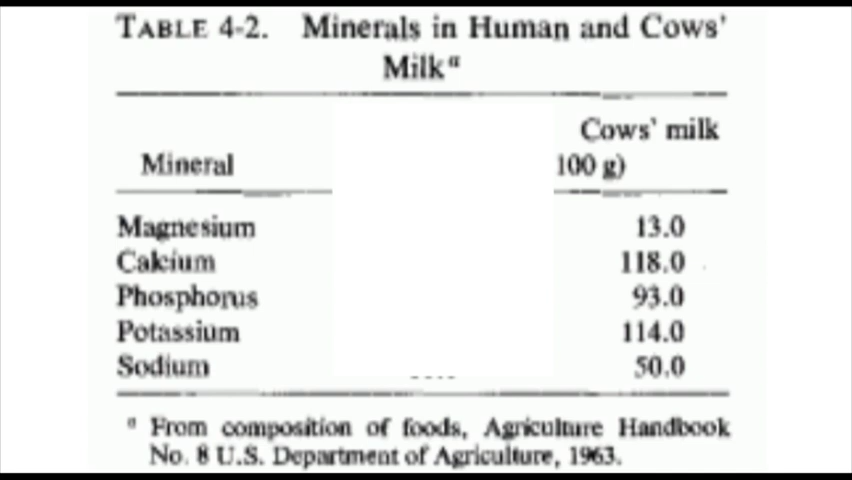 TABLE 4-2. Minerals in Human and Cows'
Milkᵃ
Cows' milk
Mineral 100 g)
Magnesium 13.0
Calcium 118.0
Phosphorus 93.0
Potassium 114.0
Sodium 50.0
ᵃ From composition of foods, Agriculture Handbook
No. 8 U.S. Department of Agriculture, 1963.